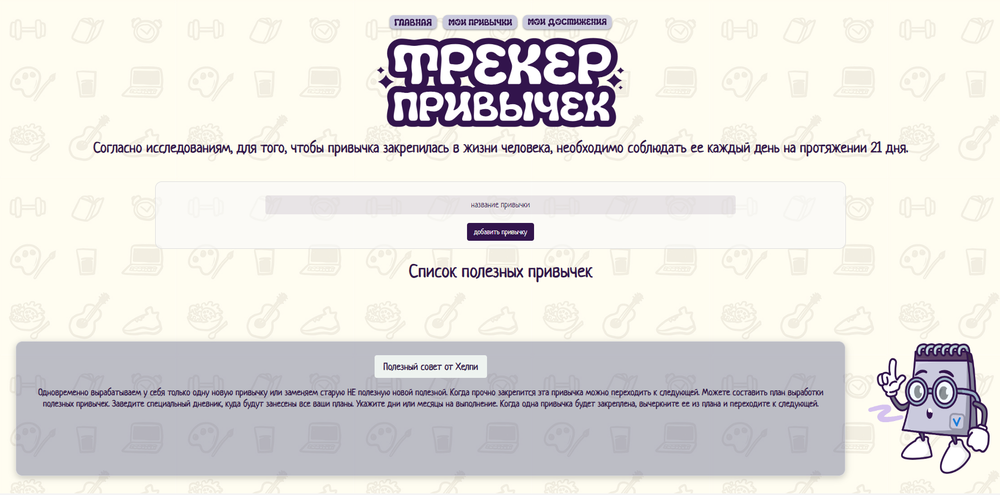 ГЛАВНАЯ
МОИ ПРИВЫЧКИ
МОИ ДОСТИЖЕНИЯ
ТРЕКЕР
ПРИВЫЧЕК
Согласно исследованиям, для того, чтобы привычка закрепилась в жизни человека, необходимо соблюдать ее каждый день на протяжении 21 дня.
название привычки
добавить привычку
Список полезных привычек
Полезный совет от Хелпи
Одновременно вырабатываем у себя только одну новую привычку или заменяем старую НЕ полезную новой полезной. Когда прочно закрепится эта привычка можно переходить к следующей. Можете составить план выработки
полезных привычек. Заведите специальный дневник, куда будут занесены все ваши планы. Укажите дни или месяцы на выполнение. Когда одна привычка будет закреплена, вычеркните ее из плана и переходите к следующей.